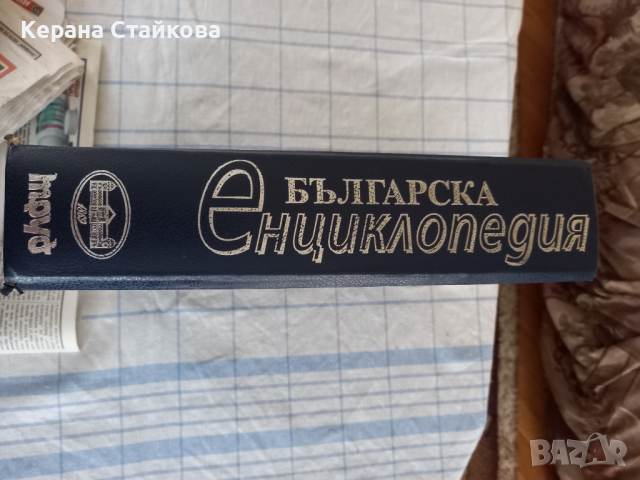 Керана Стайкова
БЪЛГАРСКА
енциклопедия
труд
BAZAR